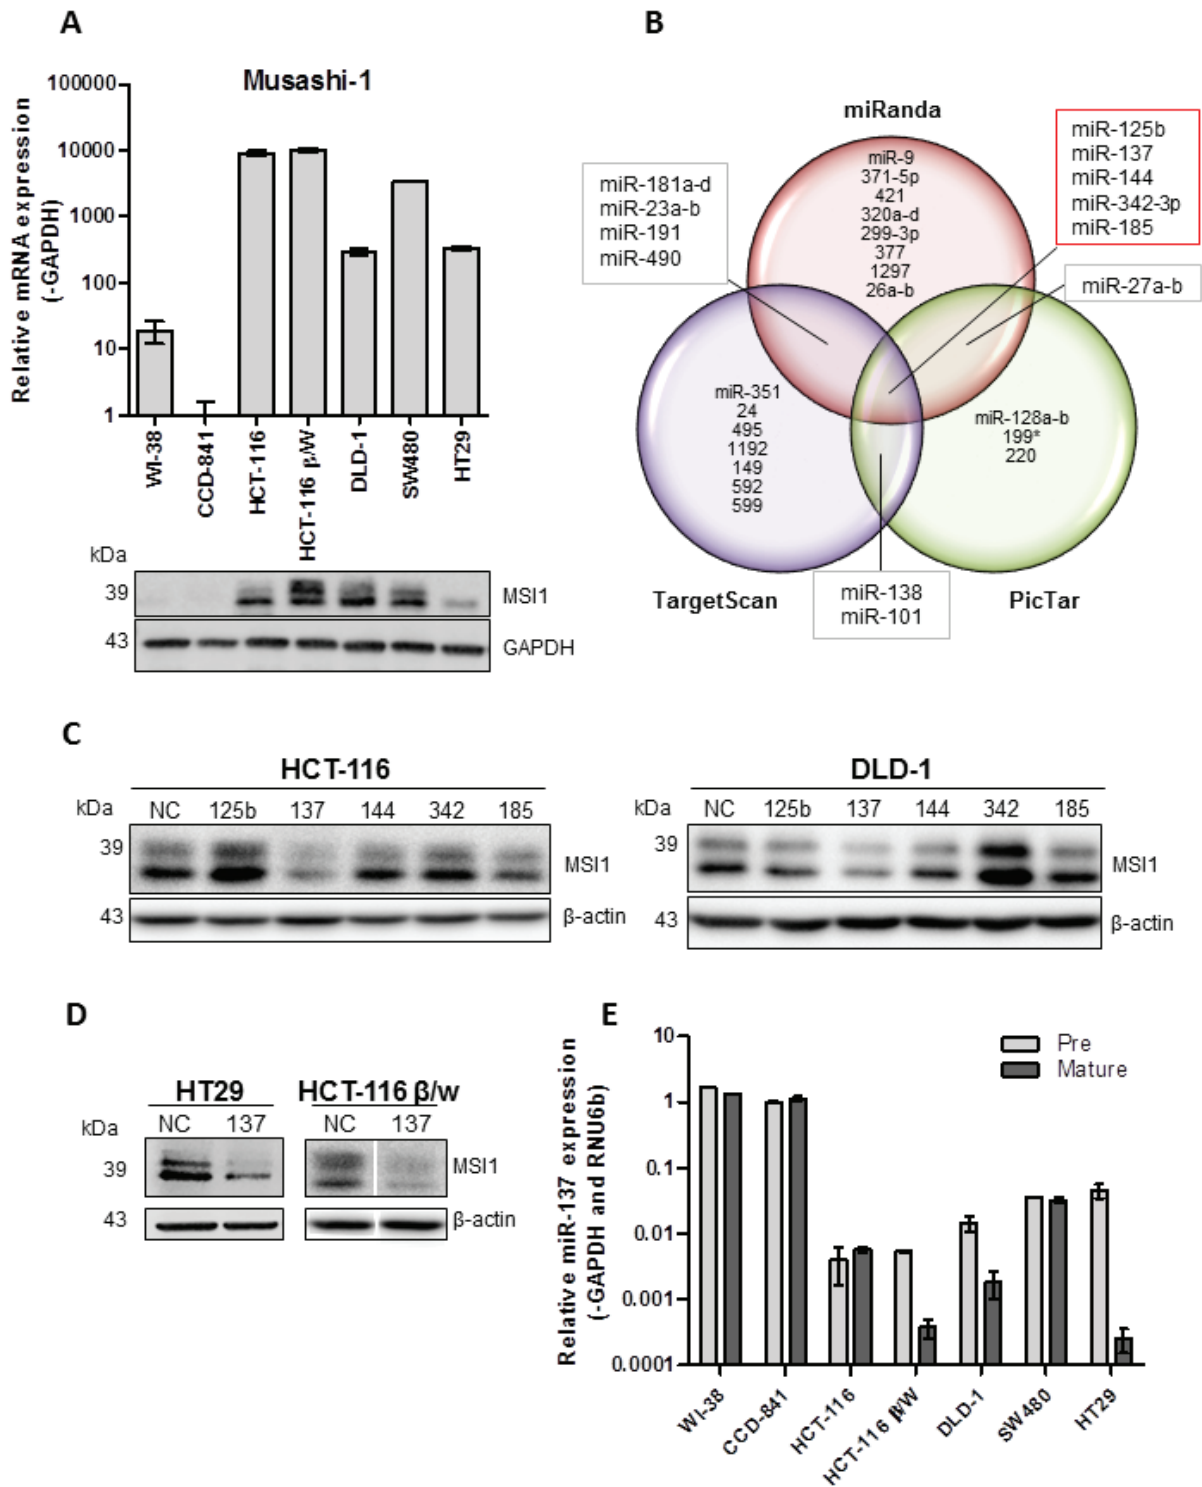 A
Musashi-1
Relative mRNA expression
(-GAPDH)
100000
10000
1000
100
10
1
WI-38
CCD-841
HCT-116
HCT-116 β/W
DLD-1
SW480
HT29
kDa
39
MSI1
43
GAPDH
B
miRanda
miR-9
371-5p
421
320a-d
299-3p
377
1297
26a-b
miR-181a-d
miR-23a-b
miR-191
miR-490
miR-125b
miR-137
miR-144
miR-342-3p
miR-185
miR-27a-b
miR-351
24
495
1192
149
592
599
miR-128a-b
199*
220
TargetScan
miR-138
miR-101
PicTar
C
HCT-116
kDa
NC 125b 137 144 342 185
39
MSI1
43
β-actin
DLD-1
kDa
NC 125b 137 144 342 185
39
MSI1
43
β-actin
D
HT29
HCT-116 β/w
kDa
NC 137
NC 137
39
MSI1
43
β-actin
E
Relative miR-137 expression
(-GAPDH and RNU6b)
10
1
0.1
0.01
0.001
0.0001
Pre
Mature
WI-38
CCD-841
HCT-116
HCT-116 β/W
DLD-1
SW480
HT29